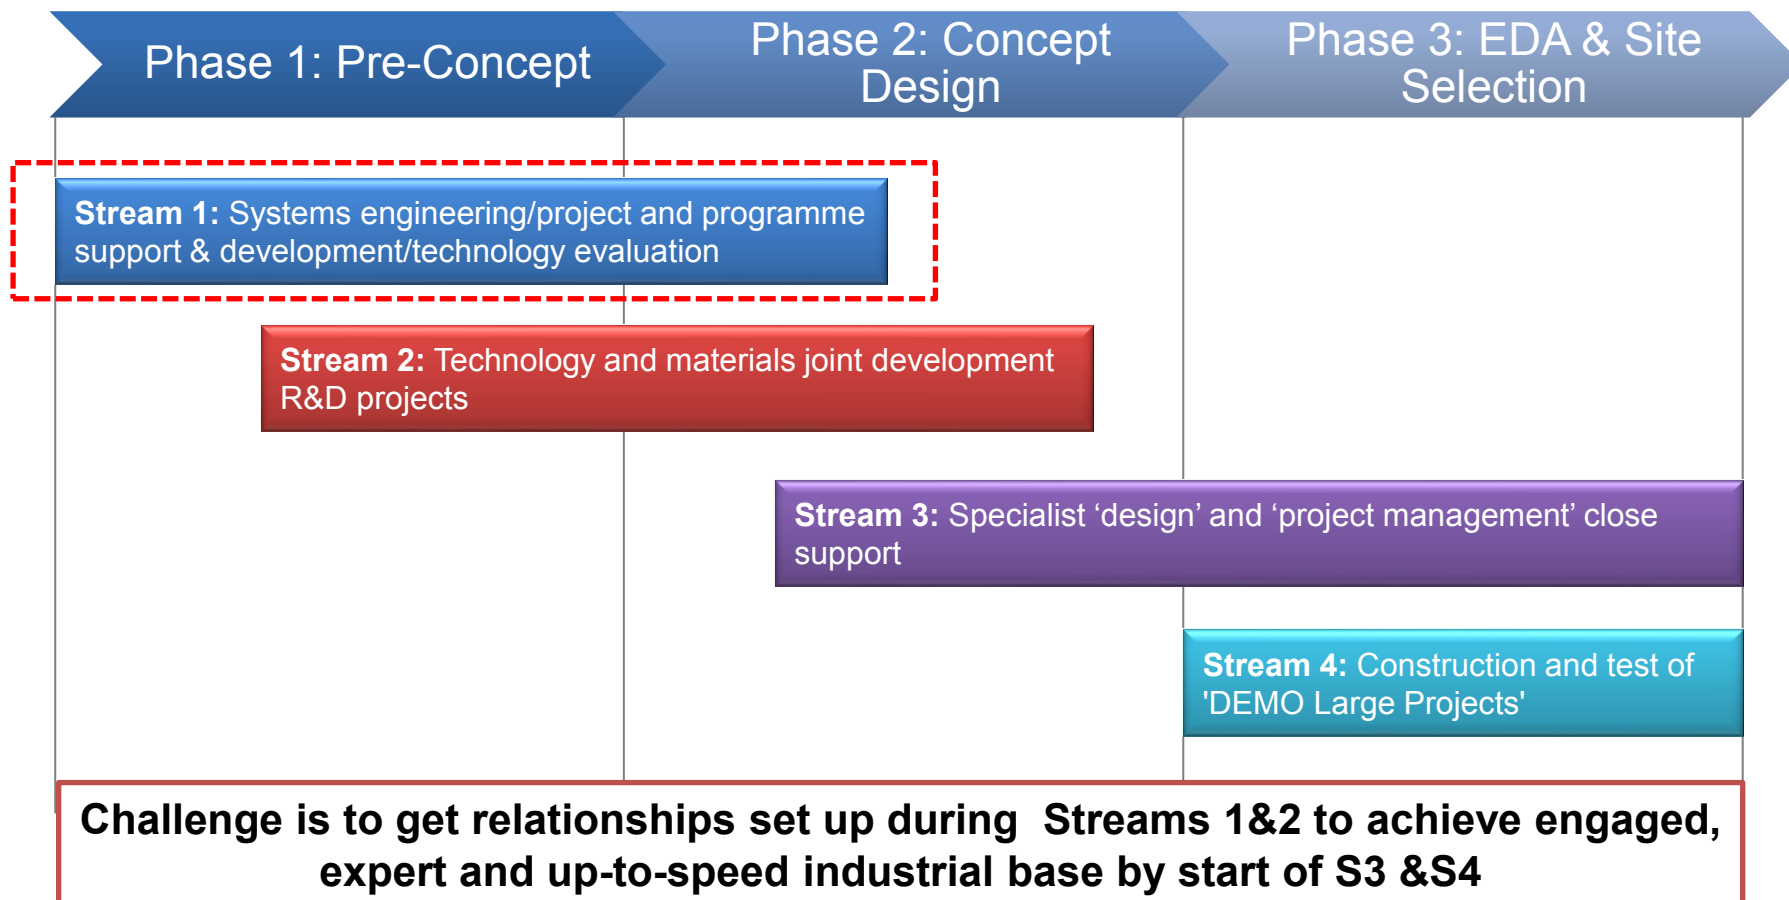 Phase 1: Pre-Concept
Phase 2: Concept
Design
Phase 3: EDA & Site
Selection
Stream 1: Systems engineering/project and programme
support & development/technology evaluation
Stream 2: Technology and materials joint development
R&D projects
Stream 3: Specialist ‘design’ and ‘project management’ close
support
Stream 4: Construction and test of
'DEMO Large Projects'
Challenge is to get relationships set up during  Streams 1&2 to achieve engaged,
expert and up-to-speed industrial base by start of S3 &S4